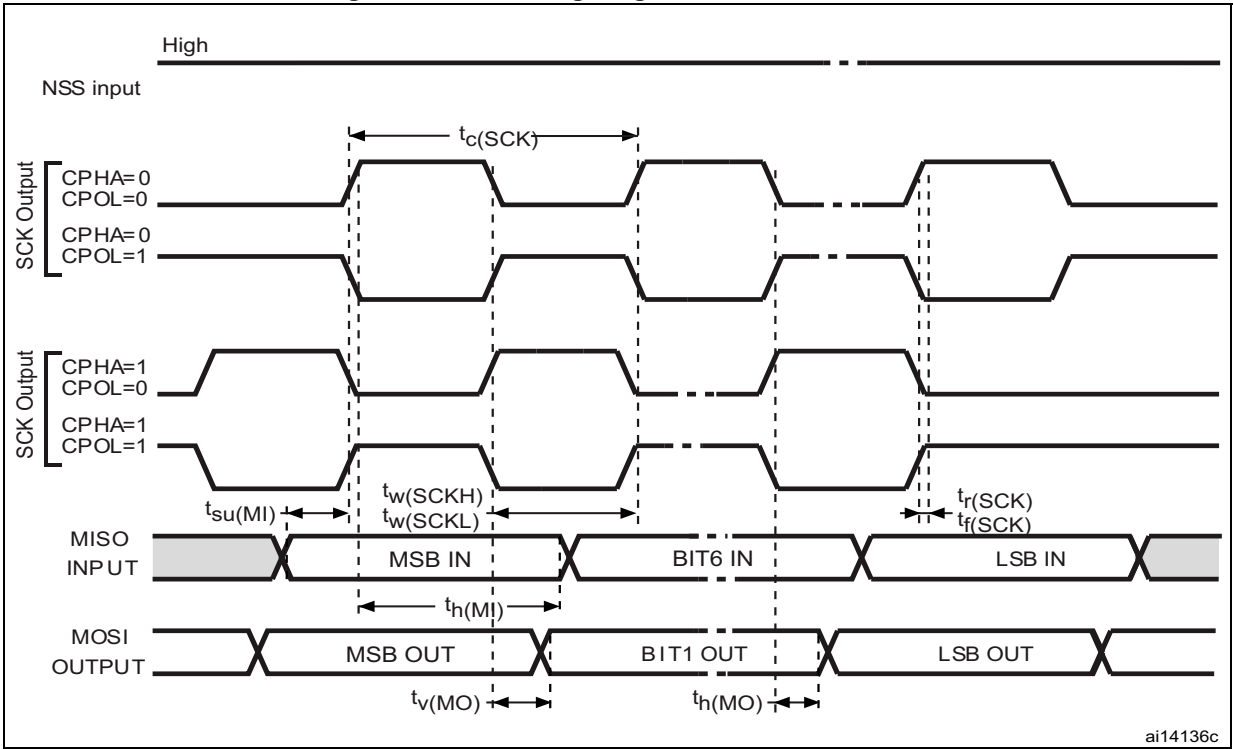 High
NSS input
tc(SCK)
SCK Output
CPHA=0
CPOL=0
CPHA=0
CPOL=1
SCK Output
CPHA=1
CPOL=0
CPHA=1
CPOL=1
tsu(MI)
tw(SCKH)
tw(SCKL)
tr(SCK)
tf(SCK)
MISO
INPUT
MSB IN
BIT6 IN
LSB IN
th(MI)
MOSI
OUTPUT
MSB OUT
BIT1 OUT
LSB OUT
tv(MO)
th(MO)
ai14136c